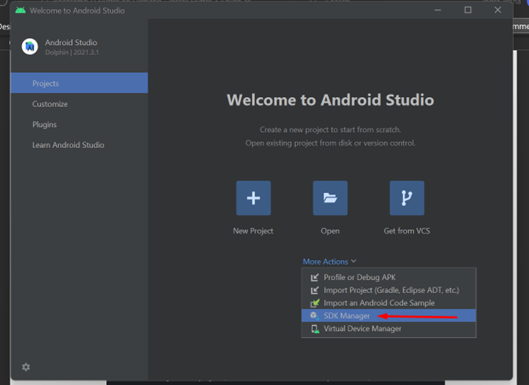 Welcome to Android Studio
Android Studio
Dolphin | 2021.3.1
Projects
Customize
Plugins
Learn Android Studio
Welcome to Android Studio
Create a new project to start from scratch.
Open existing project from disk or version control.
New Project
Open
Get from VCS
More Actions
Profile or Debug APK
Import Project (Gradle, Eclipse ADT, etc.)
Import an Android Code Sample
SDK Manager
Virtual Device Manager